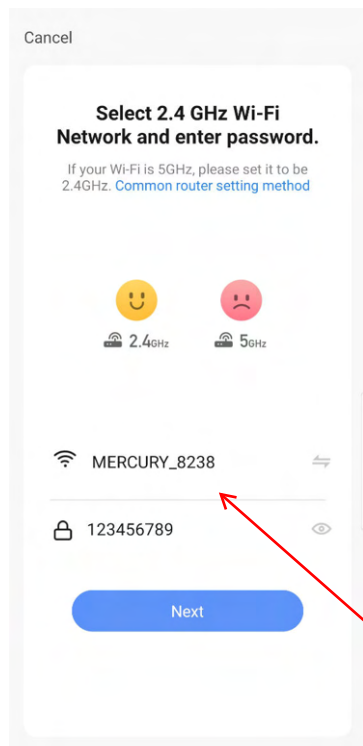 Cancel
Select 2.4 GHz Wi-Fi
Network and enter password.
If your Wi-Fi is 5GHz, please set it to be
2.4GHz. Common router setting method
2.4GHz 5GHz
MERCURY_8238
123456789
Next